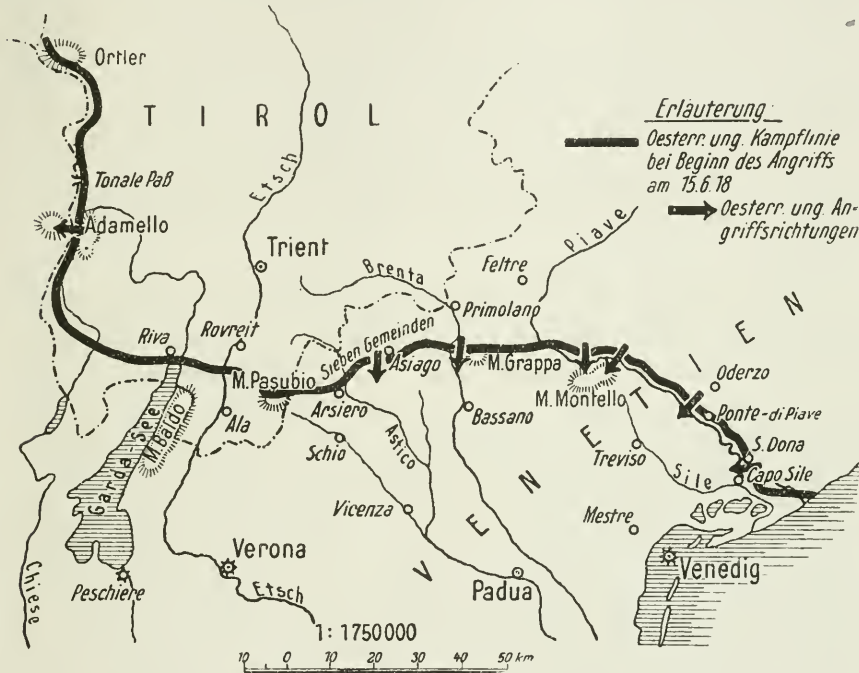 Ortler
TIROL
Erläuterung
Oesterr. ung. Kampflinie
bei Beginn des Angriffs
am 15.6.18
Oesterr. ung. An-
griffsrichtungen
Etsch
Tonale Paß
Adamello
Trient
Piave
Feltre
Brenta
Primolano
Riva
Rovreit
Sieben Gemeinden
Asiago
M. Pasubio
M. Grappa
Arsiero
M. Montello
Oderzo
Ponte-di Piave
S. Dona
Capo Sile
Ala
M. Baldo
Garda-See
Schio
Astico
Bassano
Treviso
Sile
VENETIEN
Vicenza
Mestre
Venedig
Verona
Padua
Peschiere
Chiese
Etsch
1:1750000
10 0 10 20 30 40 50 km